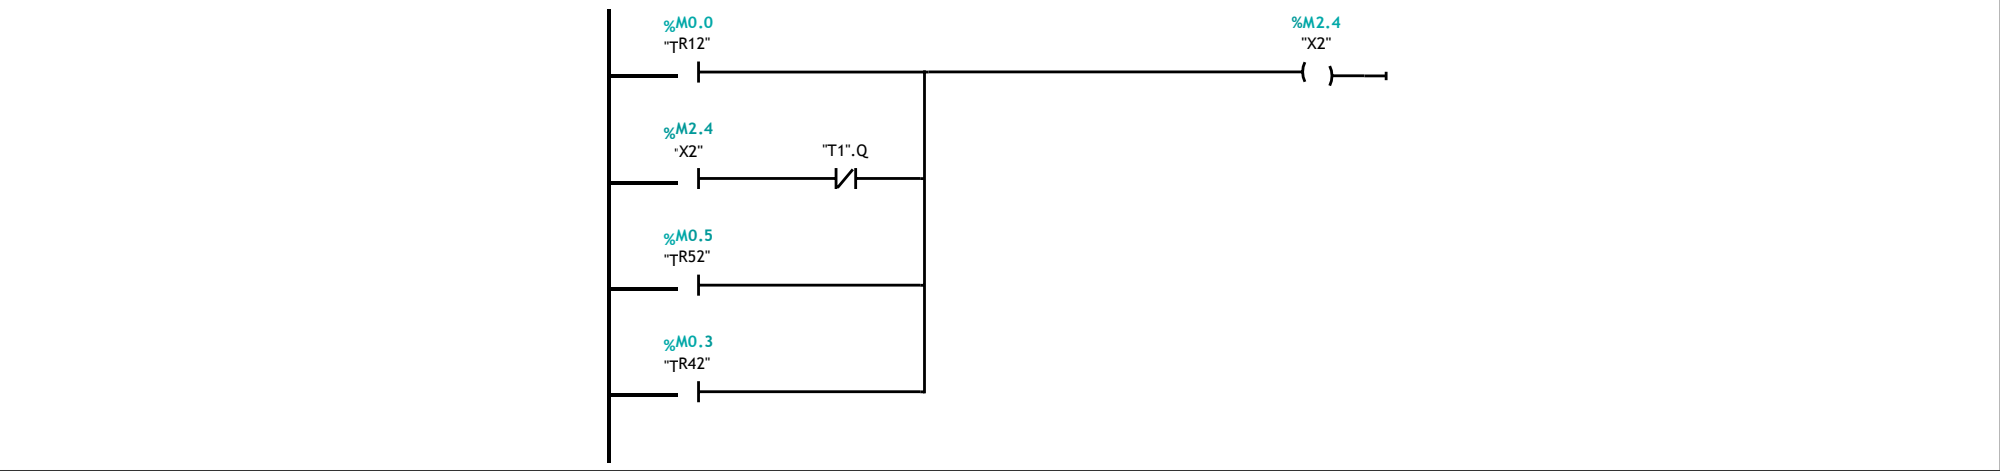 %M0.0
"TR12"
%M2.4
"X2"
%M2.4
"X2"
"T1".Q
%M0.5
"TR52"
%M0.3
"TR42"